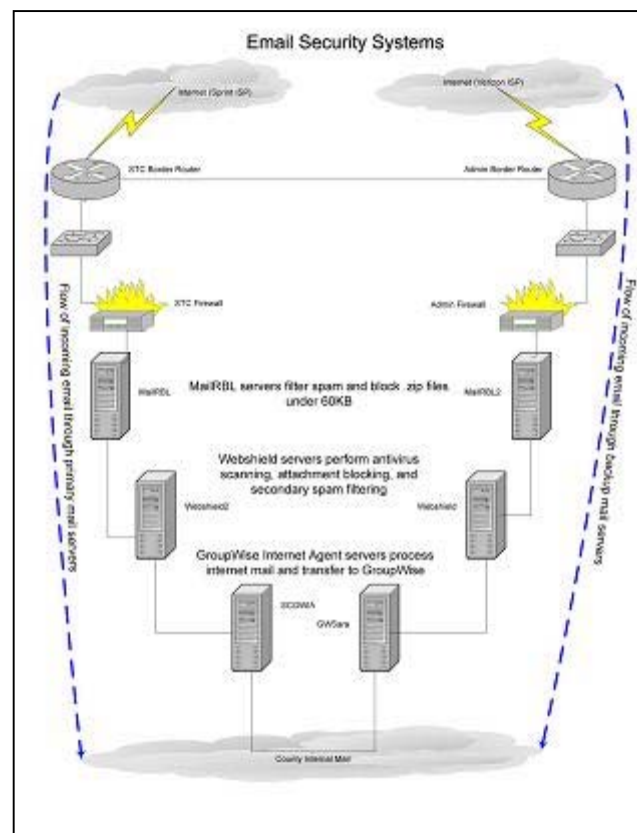 Email Security Systems
Internet (Sprint ISP)
Internet (Verizon ISP)
STC Border Router
Admin Border Router
STC Firewall
Admin Firewall
Flow of incoming email through primary mail servers
Flow of incoming email through backup mail servers
MailRBL
MailRBL servers filter spam and block .zip files
under 60KB
MailRBL2
Webshield servers perform antivirus
scanning, attachment blocking, and
secondary spam filtering
Webshield2
Webshield
GroupWise Internet Agent servers process
internet mail and transfer to GroupWise
GWSara
County Internal Mail